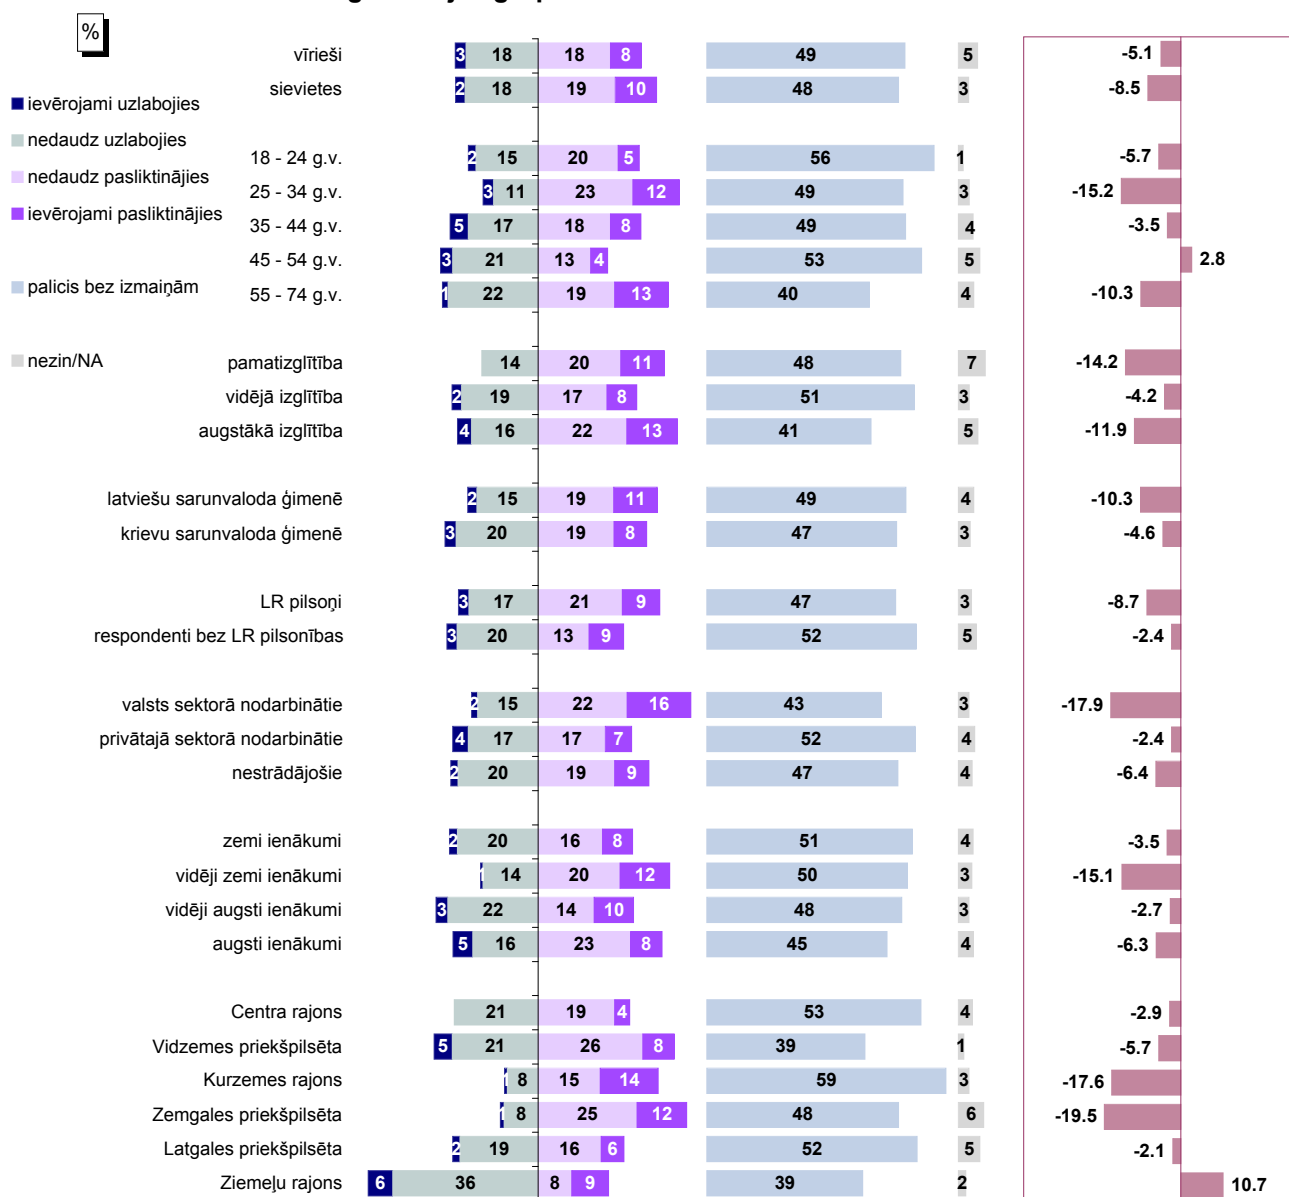 %
ievērojami uzlabojies
nedaudz uzlabojies
nedaudz pasliktinājies
ievērojami pasliktinājies
palicis bez izmaiņām
nezin/NA
vīrieši 3 18 18 8 49 5 -5.1
sievietes 2 18 19 10 48 3 -8.5
18 - 24 g.v. 2 15 20 5 56 1 -5.7
25 - 34 g.v. 3 11 23 12 49 3 -15.2
35 - 44 g.v. 5 17 18 8 49 4 -3.5
45 - 54 g.v. 3 21 13 4 53 5 2.8
55 - 74 g.v. 1 22 19 13 40 4 -10.3
pamatizglītība 14 20 11 48 7 -14.2
vidējā izglītība 2 19 17 8 51 3 -4.2
augstākā izglītība 4 16 22 13 41 5 -11.9
latviešu sarunvaloda ģimenē 2 15 19 11 49 4 -10.3
krievu sarunvaloda ģimenē 3 20 19 8 47 3 -4.6
LR pilsoņi 3 17 21 9 47 3 -8.7
respondenti bez LR pilsonības 3 20 13 9 52 5 -2.4
valsts sektorā nodarbinātie 2 15 22 16 43 3 -17.9
privātajā sektorā nodarbinātie 4 17 17 7 52 4 -2.4
nestrādājošie 2 20 19 9 47 4 -6.4
zemi ienākumi 2 20 16 8 51 4 -3.5
vidēji zemi ienākumi 1 14 20 12 50 3 -15.1
vidēji augsti ienākumi 3 22 14 10 48 3 -2.7
augsti ienākumi 5 16 23 8 45 4 -6.3
Centra rajons 21 19 4 53 4 -2.9
Vidzemes priekšpilsēta 5 21 26 8 39 1 -5.7
Kurzemes rajons 1 8 15 14 59 3 -17.6
Zemgales priekšpilsēta 1 8 25 12 48 6 -19.5
Latgales priekšpilsēta 2 19 16 6 52 5 -2.1
Ziemeļu rajons 6 36 8 9 39 2 10.7